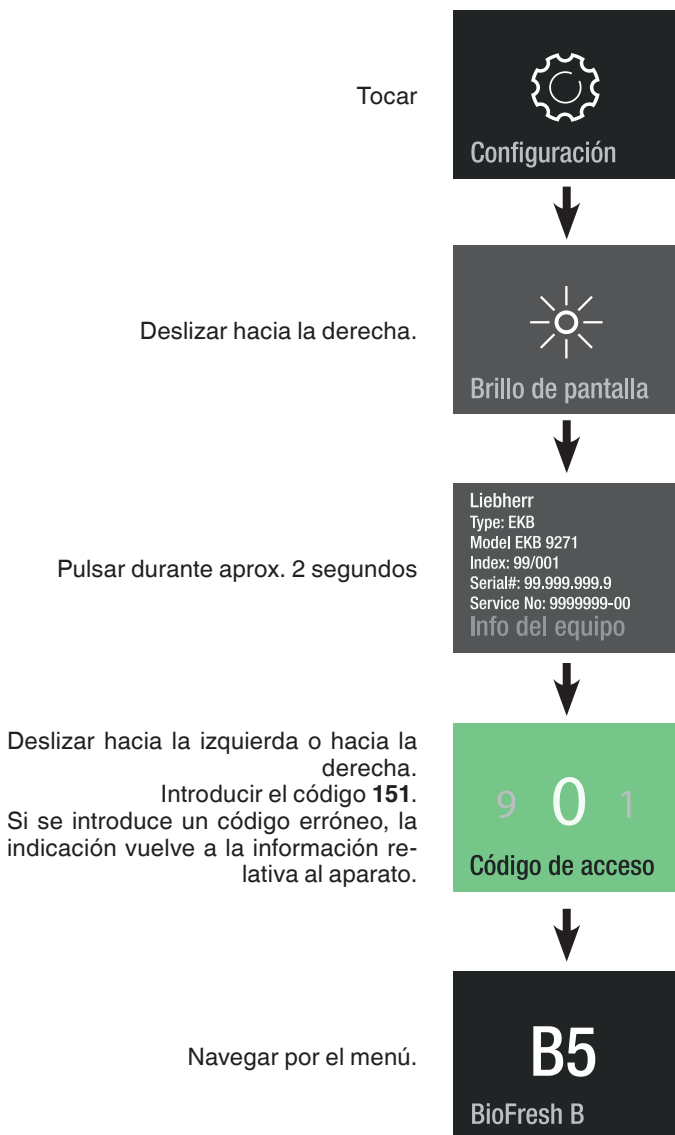 Tocar
Configuración
Deslizar hacia la derecha.
Brillo de pantalla
Pulsar durante aprox. 2 segundos
Liebherr
Type: EKB
Model EKB 9271
Index: 99/001
Serial#: 99.999.999.9
Service No: 9999999-00
Info del equipo
Deslizar hacia la izquierda o hacia la
derecha.
Introducir el código 151.
Si se introduce un código erróneo, la
indicación vuelve a la información re-
lativa al aparato.
9 0 1
Código de acceso
Navegar por el menú.
B5
BioFresh B